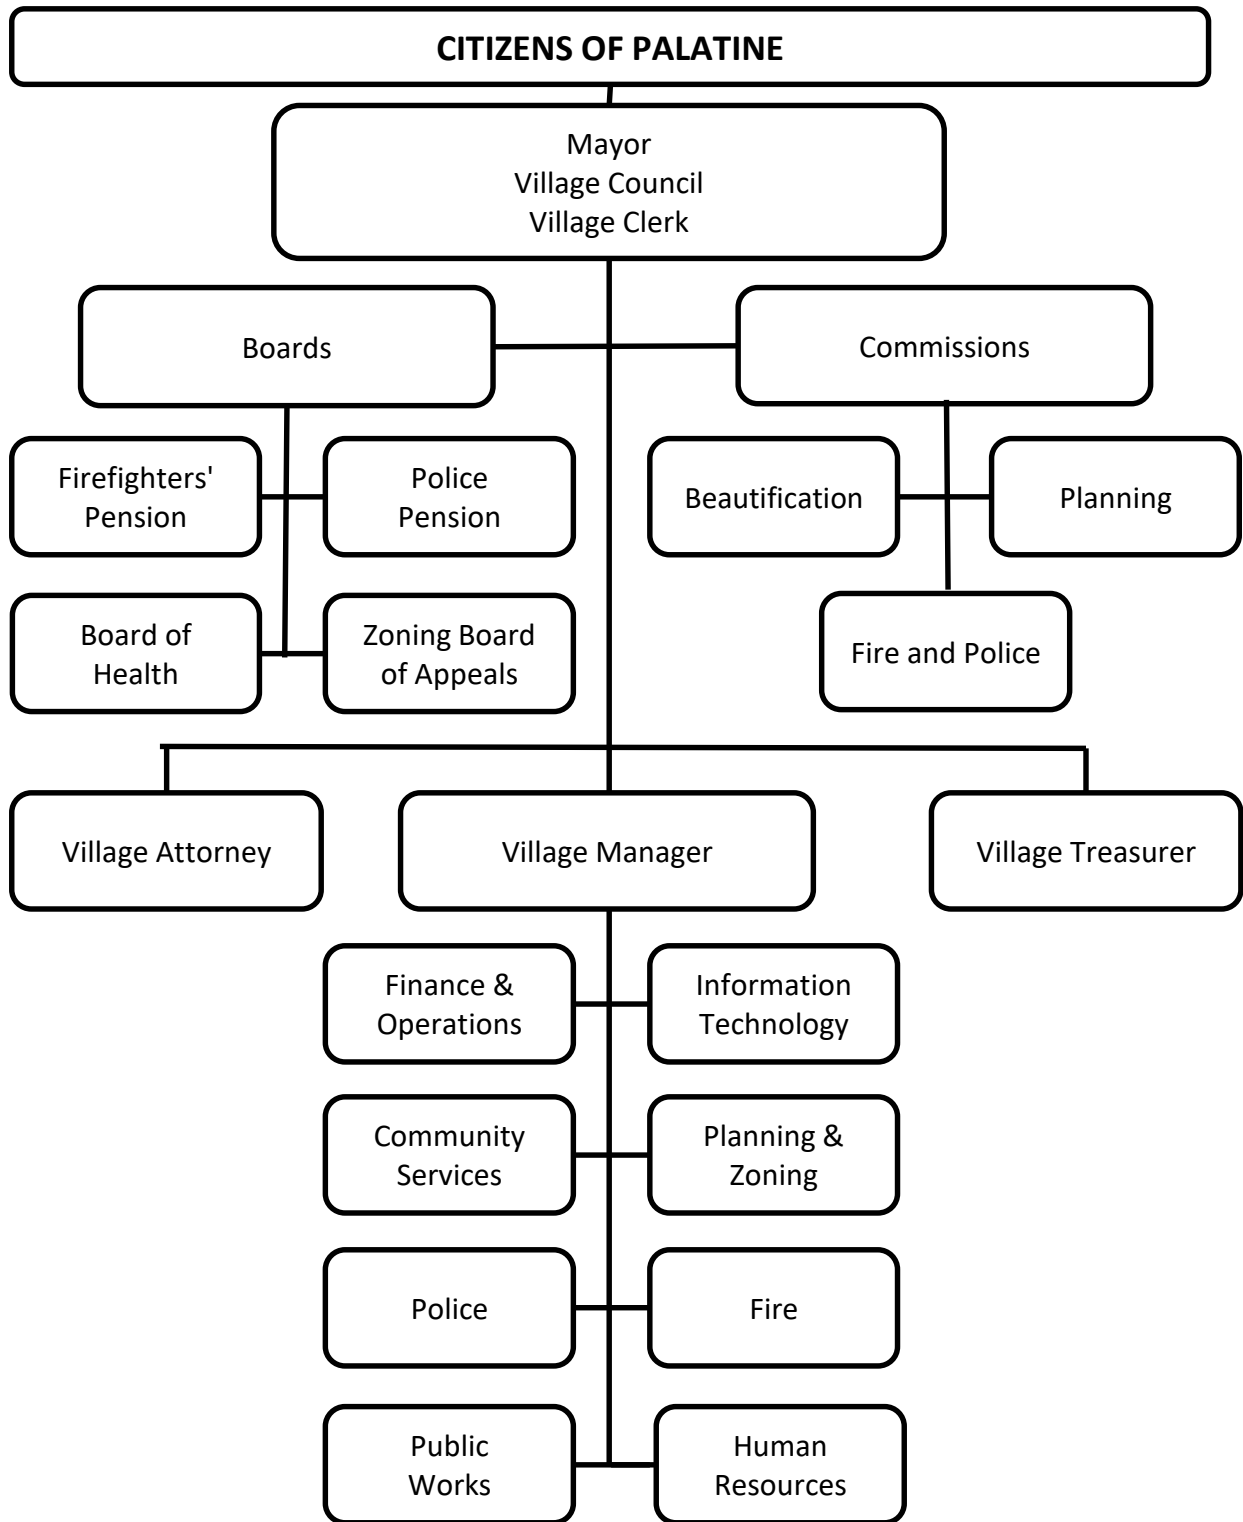 CITIZENS OF PALATINE
Mayor
Village Council
Village Clerk
Boards
Commissions
Firefighters'
Pension
Police
Pension
Beautification
Planning
Board of
Health
Zoning Board
of Appeals
Fire and Police
Village Attorney
Village Manager
Village Treasurer
Finance &
Operations
Information
Technology
Community
Services
Planning &
Zoning
Police
Fire
Public
Works
Human
Resources